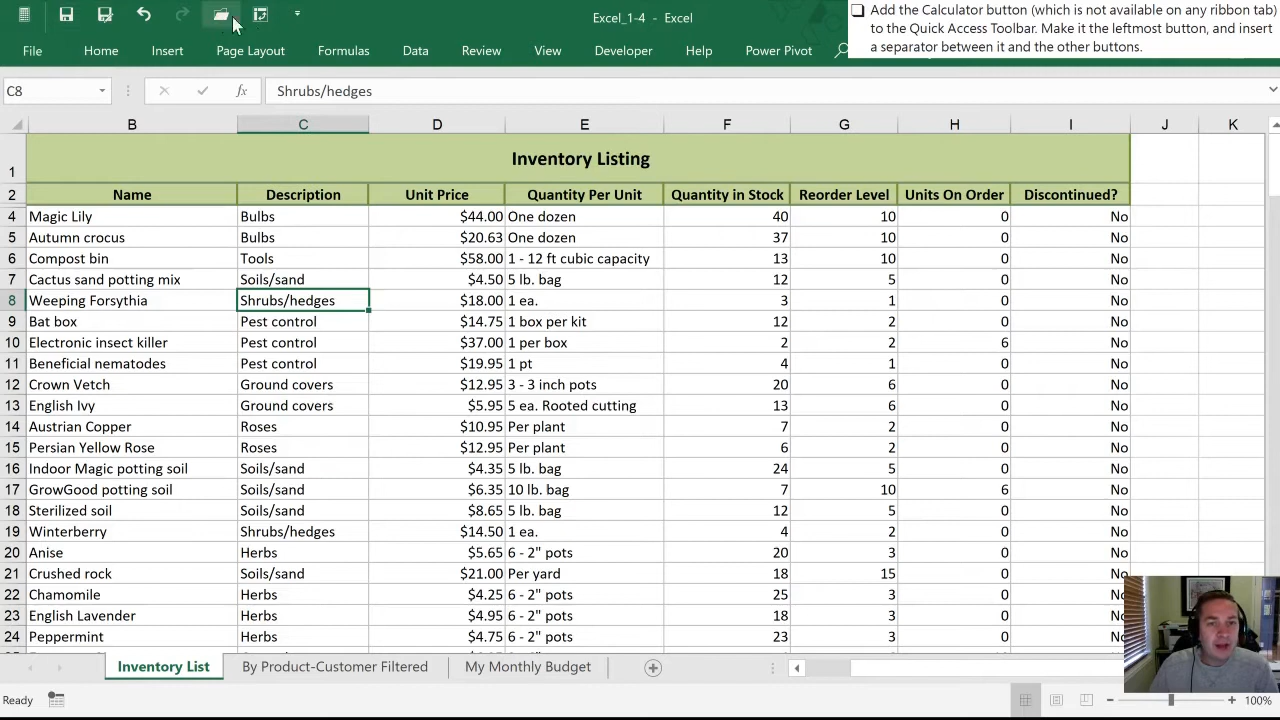 Excel_1-4 - Excel
Add the Calculator button (which is not available on any ribbon tab)
to the Quick Access Toolbar. Make it the leftmost button, and insert
a separator between it and the other buttons.
File Home Insert Page Layout Formulas Data Review View Developer Help Power Pivot
C8 fx Shrubs/hedges
B C D E F G H I J K
1 Inventory Listing
2 Name Description Unit Price Quantity Per Unit Quantity in Stock Reorder Level Units On Order Discontinued?
4 Magic Lily Bulbs $44.00 One dozen 40 10 0 No
5 Autumn crocus Bulbs $20.63 One dozen 37 10 0 No
6 Compost bin Tools $58.00 1 - 12 ft cubic capacity 13 10 0 No
7 Cactus sand potting mix Soils/sand $4.50 5 lb. bag 12 5 0 No
8 Weeping Forsythia Shrubs/hedges $18.00 1 ea. 3 1 0 No
9 Bat box Pest control $14.75 1 box per kit 12 2 0 No
10 Electronic insect killer Pest control $37.00 1 per box 2 2 6 No
11 Beneficial nematodes Pest control $19.95 1 pt 4 1 0 No
12 Crown Vetch Ground covers $12.95 3 - 3 inch pots 20 6 0 No
13 English Ivy Ground covers $5.95 5 ea. Rooted cutting 13 6 0 No
14 Austrian Copper Roses $10.95 Per plant 7 2 0 No
15 Persian Yellow Rose Roses $12.95 Per plant 6 2 0 No
16 Indoor Magic potting soil Soils/sand $4.35 5 lb. bag 24 5 0 No
17 GrowGood potting soil Soils/sand $6.35 10 lb. bag 7 10 6 No
18 Sterilized soil Soils/sand $8.65 5 lb. bag 12 5 0 No
19 Winterberry Shrubs/hedges $14.50 1 ea. 4 2 0 No
20 Anise Herbs $5.65 6 - 2" pots 20 3 0 No
21 Crushed rock Soils/sand $21.00 Per yard 18 15 0 No
22 Chamomile Herbs $4.25 6 - 2" pots 25 3 0
23 English Lavender Herbs $4.95 6 - 2" pots 18 3 0
24 Peppermint Herbs $4.75 6 - 2" pots 23 3 0
Inventory List By Product-Customer Filtered My Monthly Budget
Ready 100%